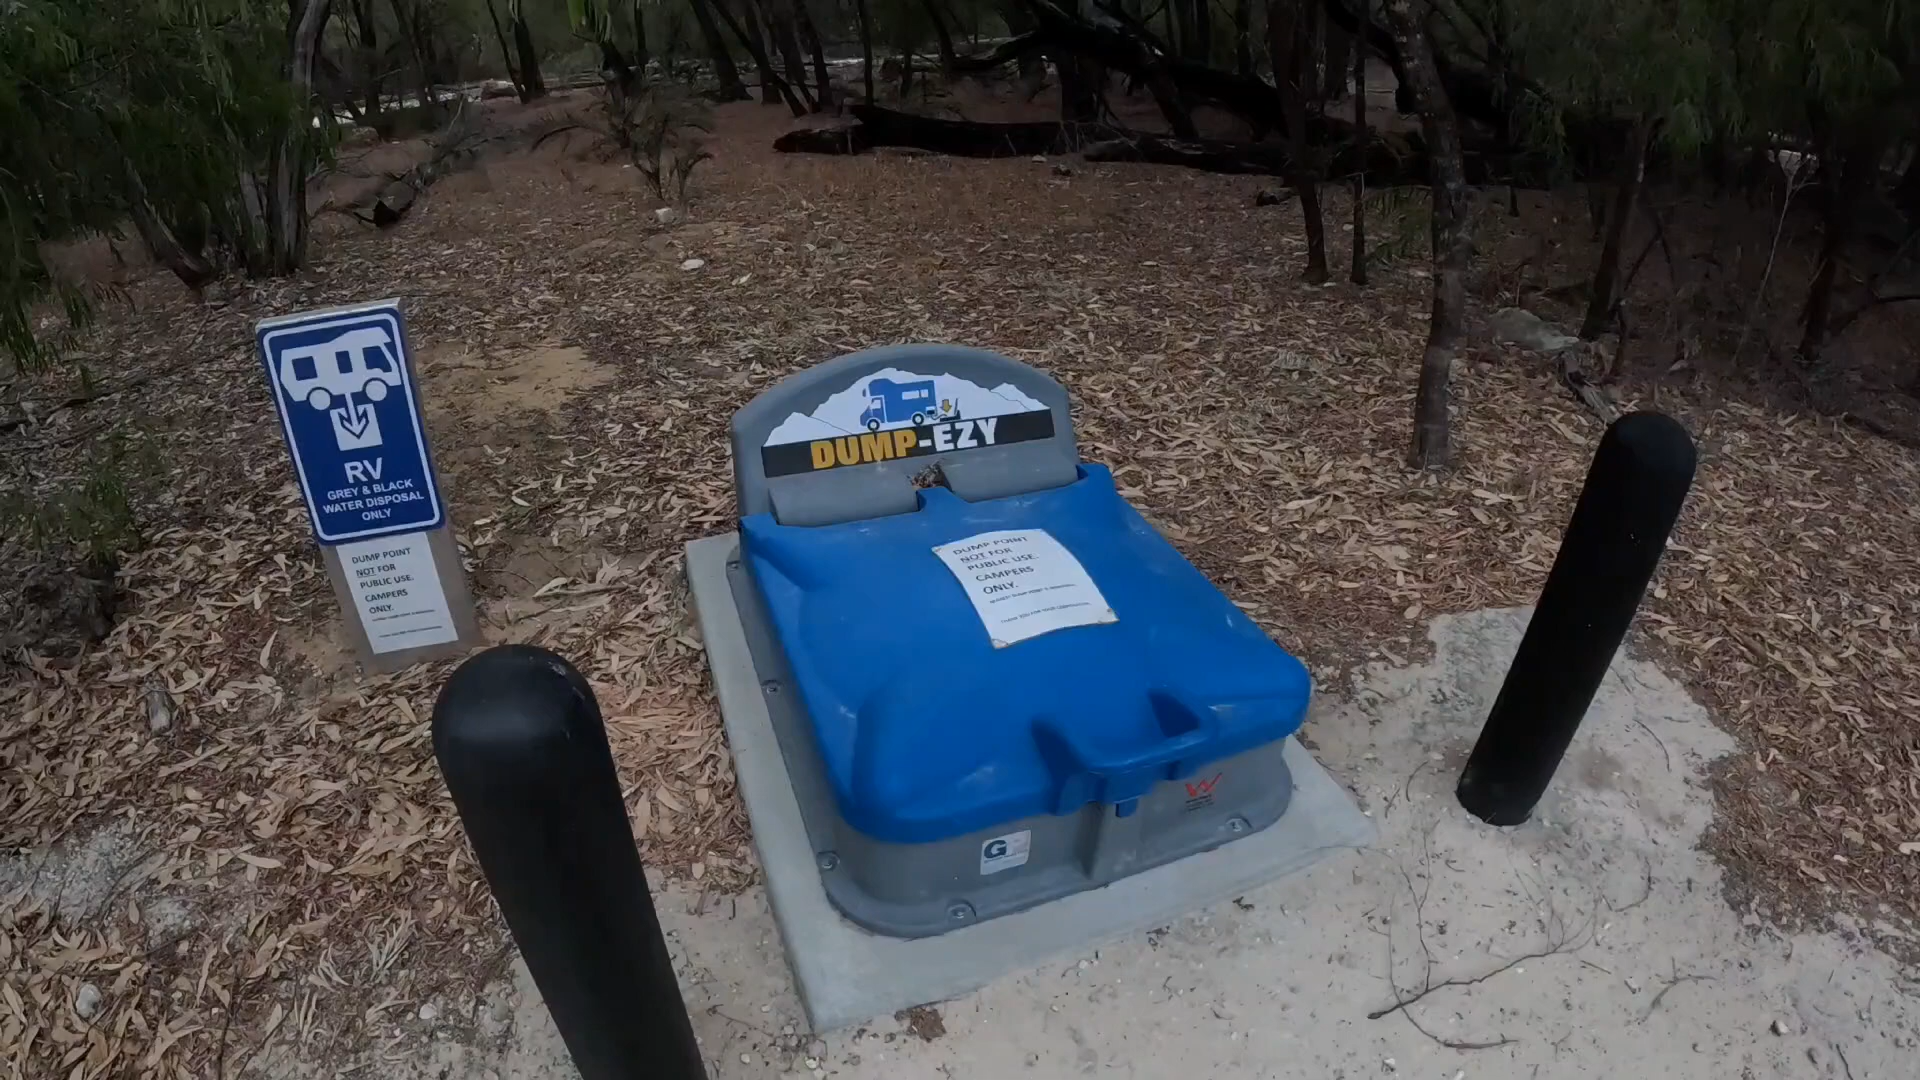 RV
GREY & BLACK
WATER DISPOSAL
ONLY
DUMP POINT
NOT FOR
PUBLIC USE.
CAMPERS
ONLY.
DUMP-EZY
DUMP POINT
NOT FOR
PUBLIC USE.
CAMPERS
ONLY.
G